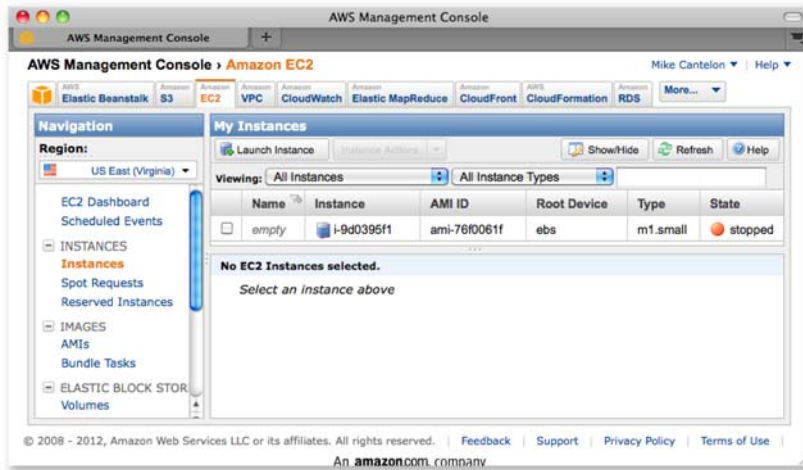 AWS Management Console
AWS Management Console +
AWS Management Console › Amazon EC2
Mike Cantelon ▼ | Help ▼
AWS Elastic Beanstalk
Amazon S3
Amazon EC2
Amazon VPC
Amazon CloudWatch
Amazon Elastic MapReduce
Amazon CloudFront
AWS CloudFormation
Amazon RDS
More... ▼
Navigation
Region:
US East (Virginia) ▼
EC2 Dashboard
Scheduled Events
INSTANCES
Instances
Spot Requests
Reserved Instances
IMAGES
AMIs
Bundle Tasks
ELASTIC BLOCK STOR
Volumes
My Instances
Launch Instance Instance Actions Show/Hide Refresh Help
Viewing: All Instances All Instance Types
Name Instance AMI ID Root Device Type State
empty i-9d0395f1 ami-76f0061f ebs m1.small stopped
No EC2 Instances selected.
Select an instance above
© 2008 - 2012, Amazon Web Services LLC or its affiliates. All rights reserved. | Feedback | Support | Privacy Policy | Terms of Use |
An amazon.com. company